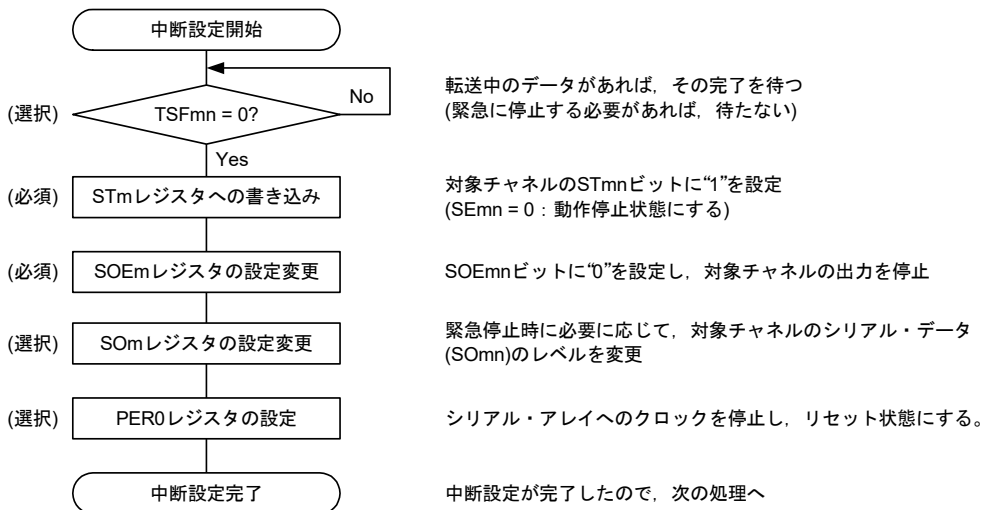 中断設定開始
(選択)
TSFmn = 0?
No
転送中のデータがあれば，その完了を待つ
(緊急に停止する必要があれば，待たない)
Yes
(必須)
STmレジスタへの書き込み
対象チャネルのSTmnビットに“1”を設定
(SEmn = 0：動作停止状態にする)
(必須)
SOEmレジスタの設定変更
SOEmnビットに“0”を設定し，対象チャネルの出力を停止
(選択)
SOmレジスタの設定変更
緊急停止時に必要に応じて，対象チャネルのシリアル・データ
(SOmn)のレベルを変更
(選択)
PER0レジスタの設定
シリアル・アレイへのクロックを停止し，リセット状態にする。
中断設定完了
中断設定が完了したので，次の処理へ